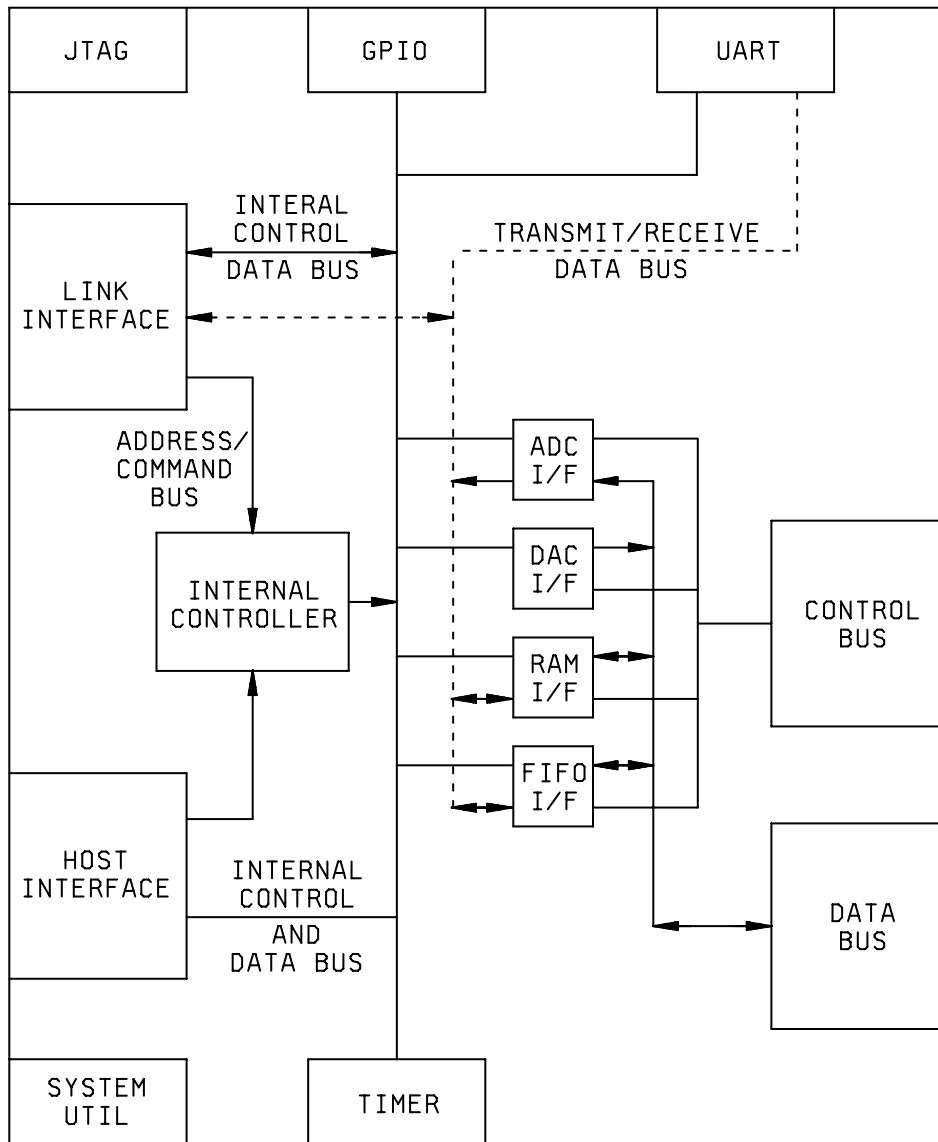 JTAG
GPIO
UART
INTERAL
CONTROL
DATA BUS
TRANSMIT/RECEIVE
DATA BUS
LINK
INTERFACE
ADDRESS/
COMMAND
BUS
ADC
I/F
DAC
I/F
INTERNAL
CONTROLLER
CONTROL
BUS
RAM
I/F
FIFO
I/F
HOST
INTERFACE
INTERNAL
CONTROL
AND
DATA BUS
DATA
BUS
SYSTEM
UTIL
TIMER